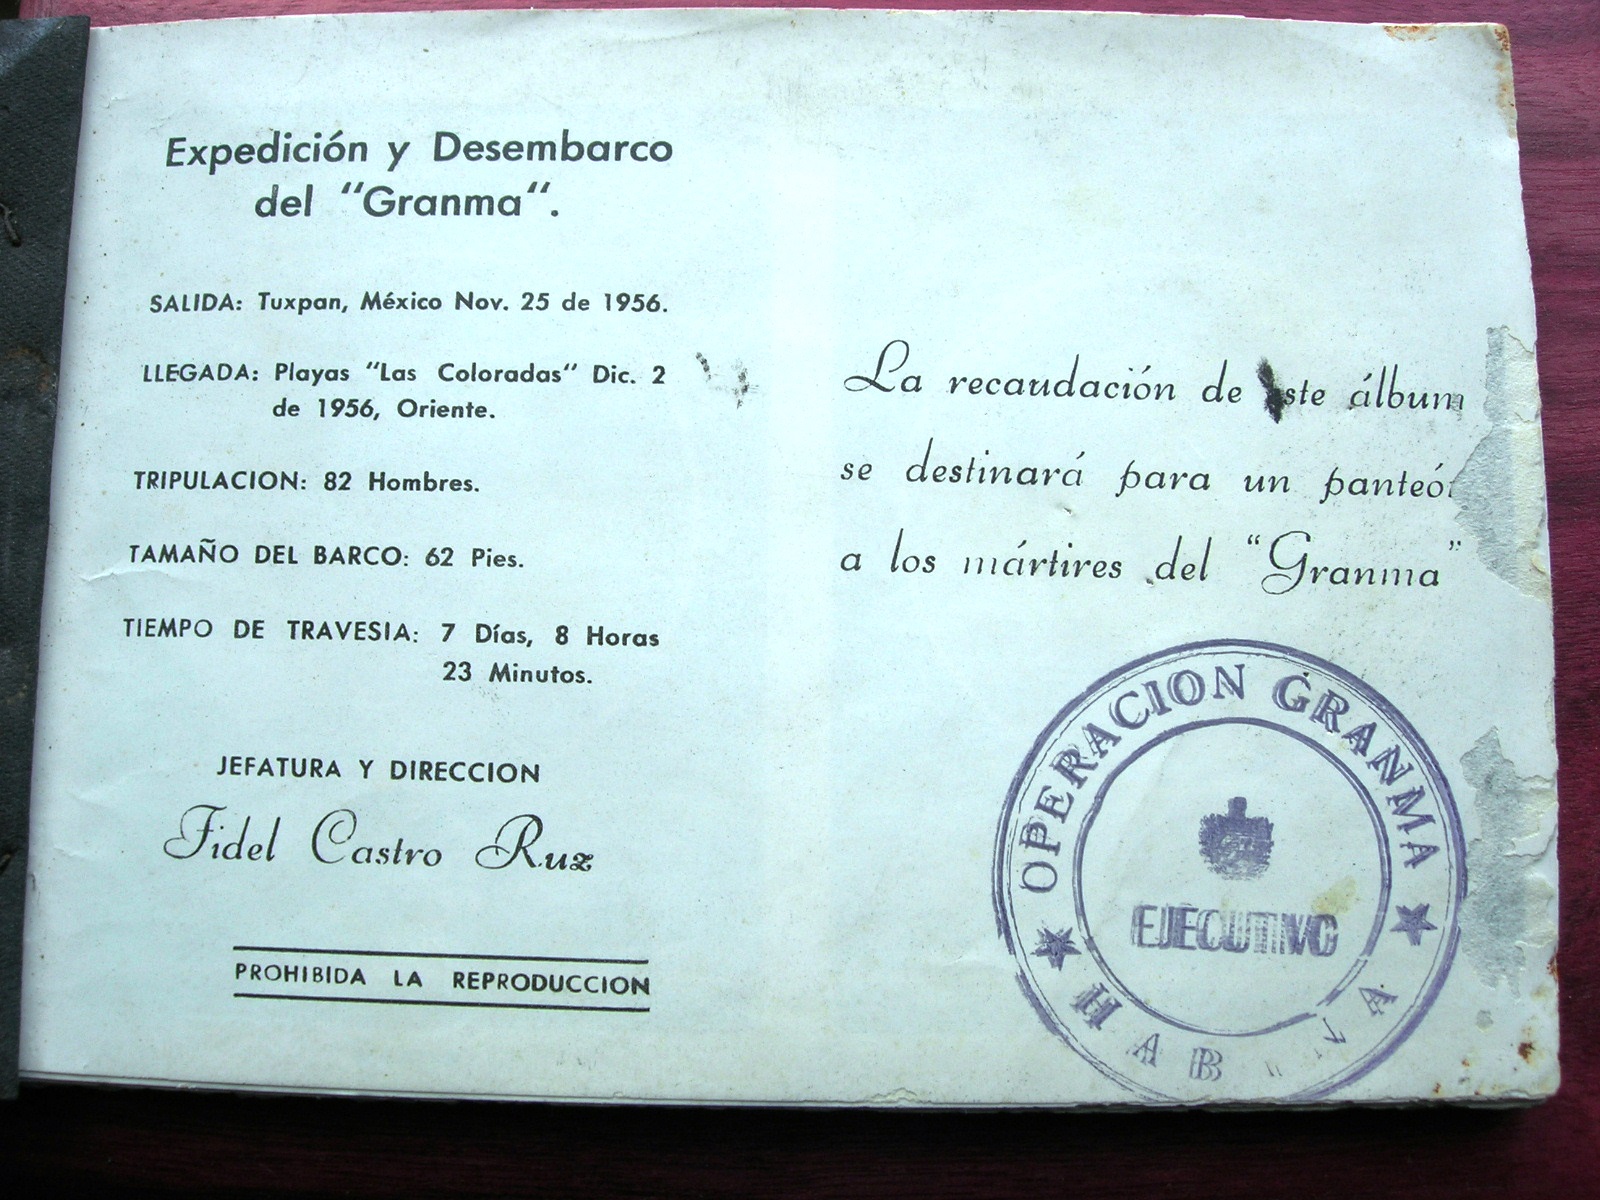 Expedición y Desembarco
del “Granma“.
SALIDA: Tuxpan, México Nov. 25 de 1956.
LLEGADA: Playas “Las Coloradas” Dic. 2
de 1956, Oriente.
TRIPULACION: 82 Hombres.
TAMAÑO DEL BARCO: 62 Pies.
TIEMPO DE TRAVESIA: 7 Días, 8 Horas
23 Minutos.
JEFATURA Y DIRECCION
Fidel Castro Ruz
PROHIBIDA LA REPRODUCCION
La recaudación de este álbum
se destinará para un panteón
a los mártires del “Granma”
OPERACION GRANMA
EJECUTIVO
HABANA